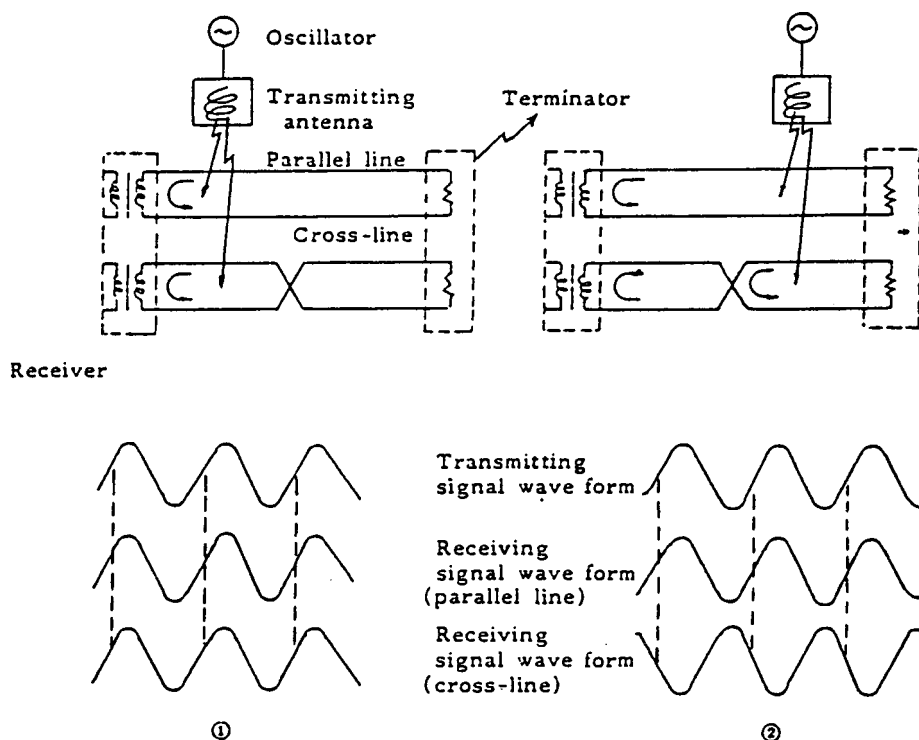 Oscillator
Transmitting
antenna
Terminator
Parallel line
Cross-line
Receiver
Transmitting
signal wave form
Receiving
signal wave form
(parallel line)
Receiving
signal wave form
(cross-line)
①
②